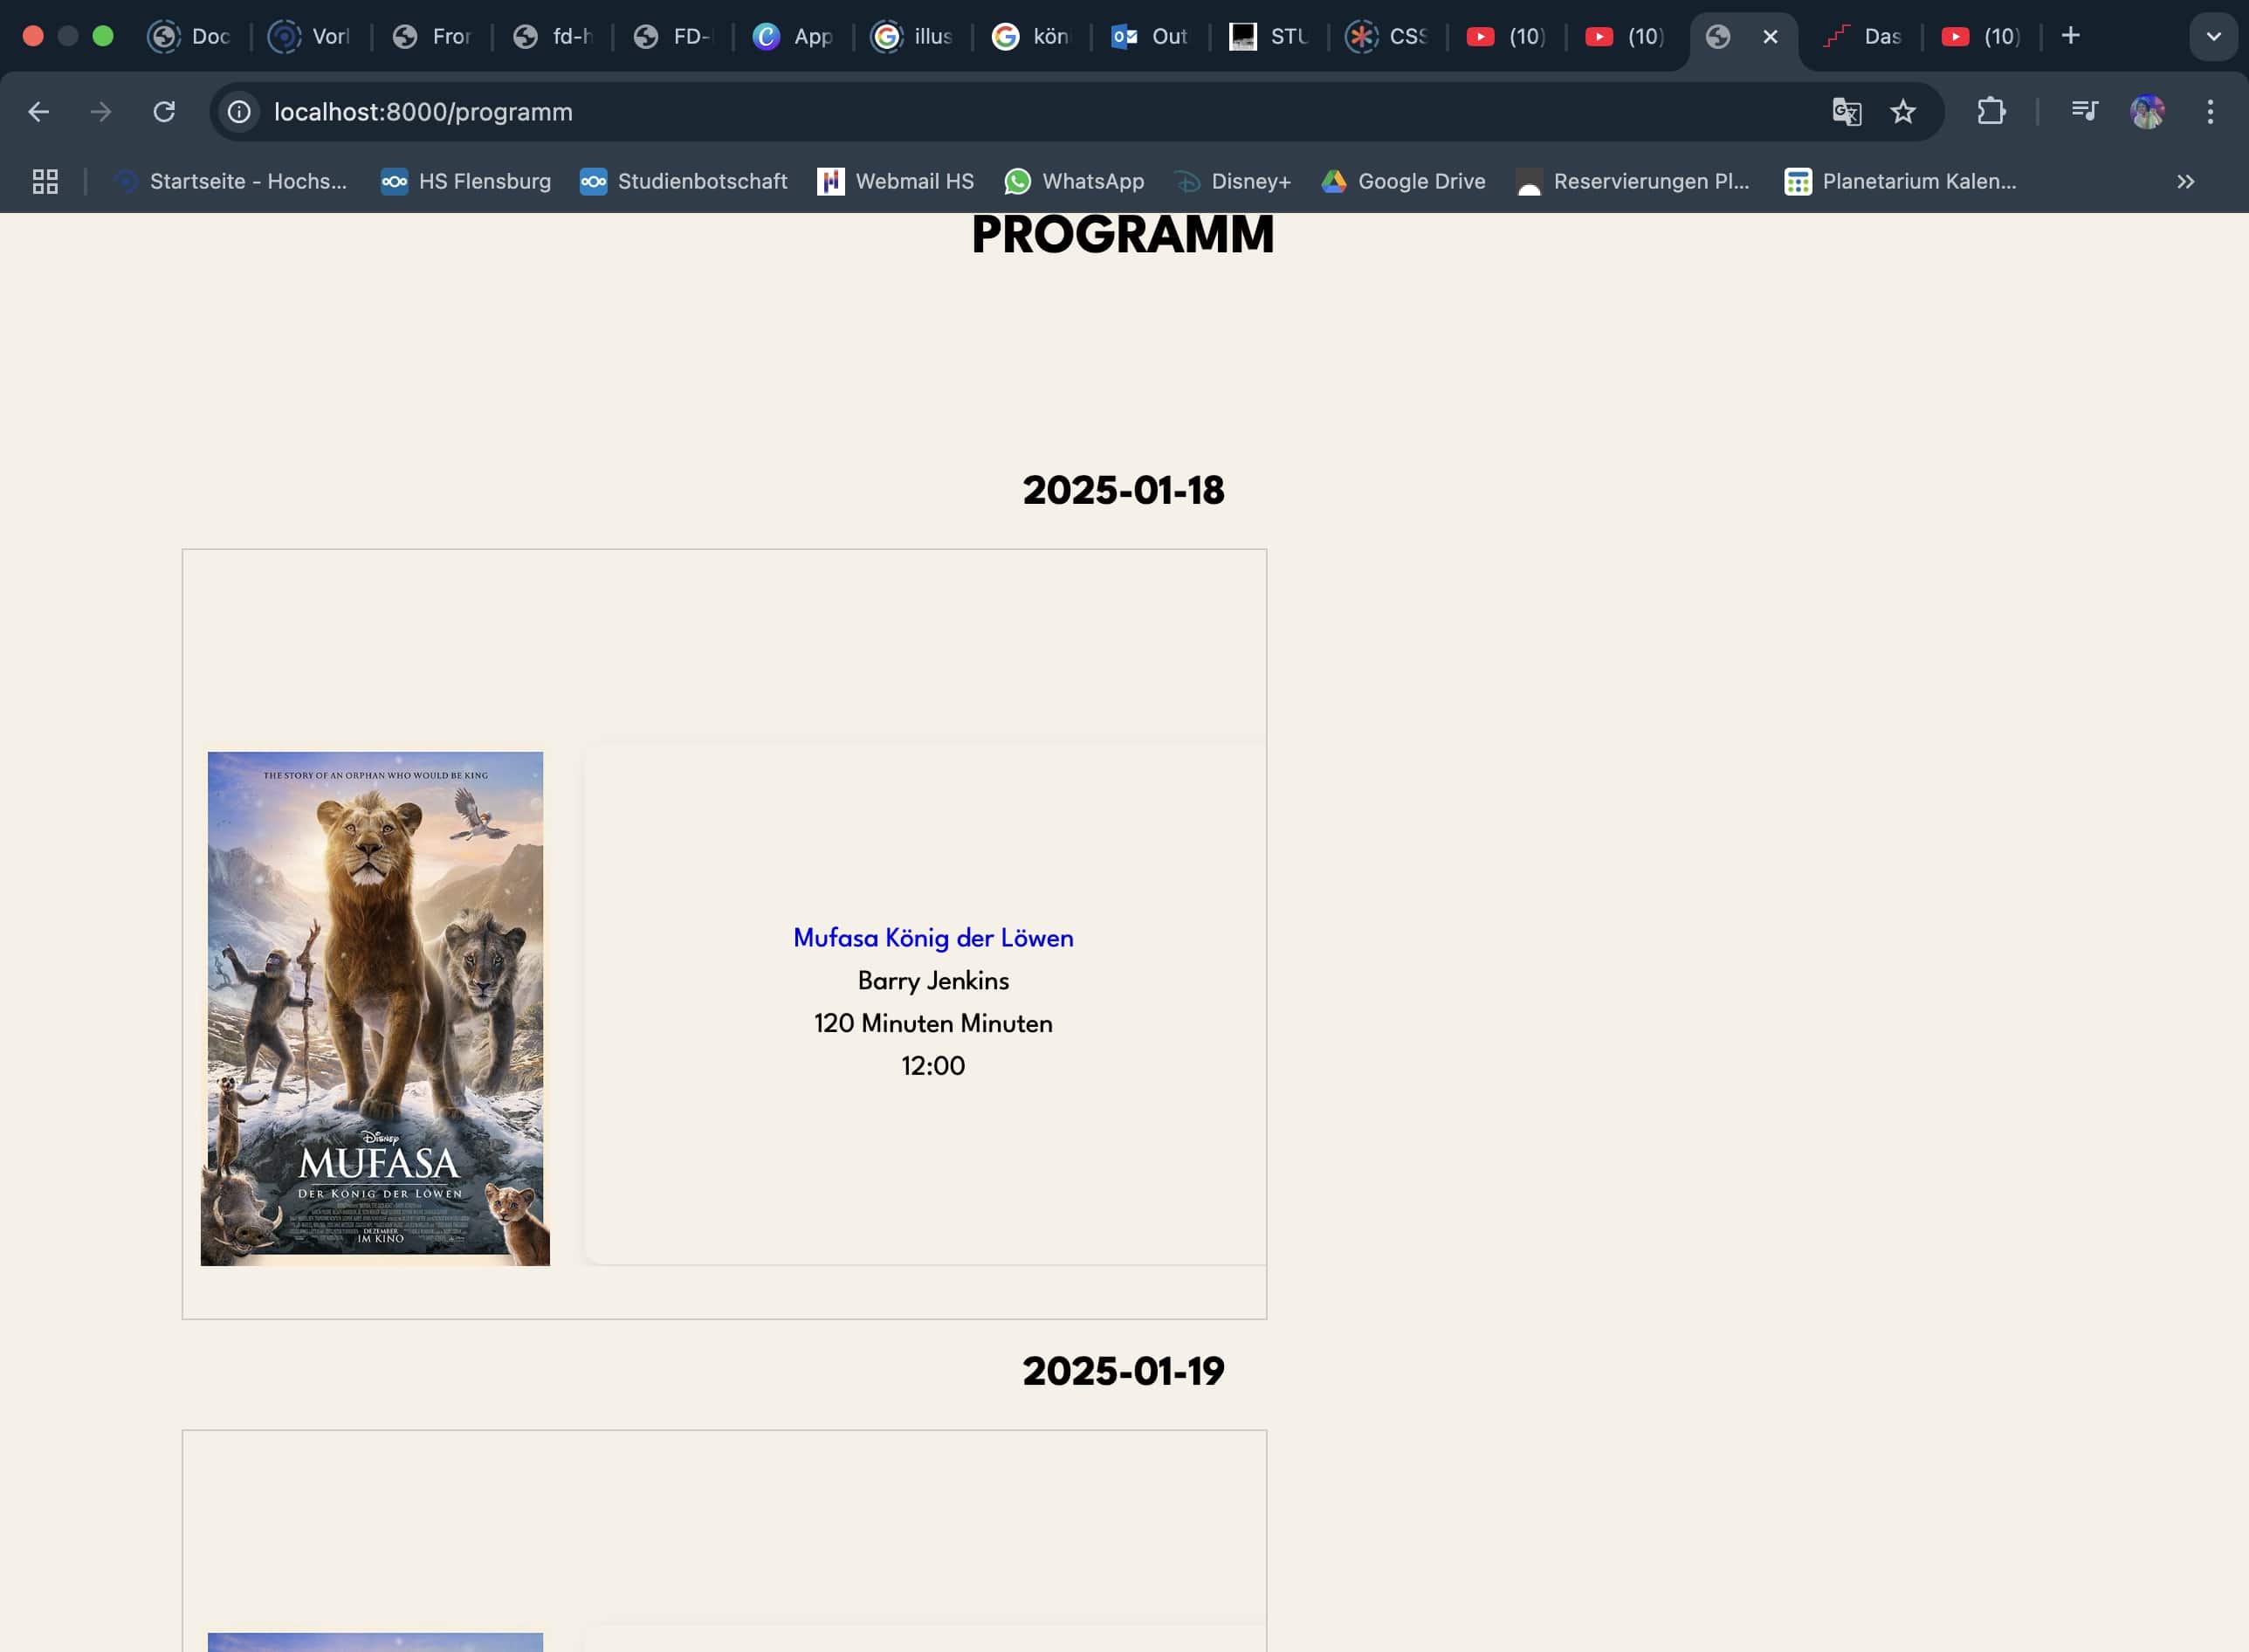 Doc
Vorl
Fror
fd-h
FD-
App
illus
kön
Out
STU
CSS
(10)
(10)
Das
(10)
localhost:8000/programm
Startseite - Hochs...
HS Flensburg
Studienbotschaft
Webmail HS
WhatsApp
Disney+
Google Drive
Reservierungen Pl...
Planetarium Kalen...
PROGRAMM
2025-01-18
THE STORY OF AN ORPHAN WHO WOULD BE KING
Disney
MUFASA
DER KÖNIG DER LÖWEN
DEZEMBER
IM KINO
Mufasa König der Löwen
Barry Jenkins
120 Minuten Minuten
12:00
2025-01-19